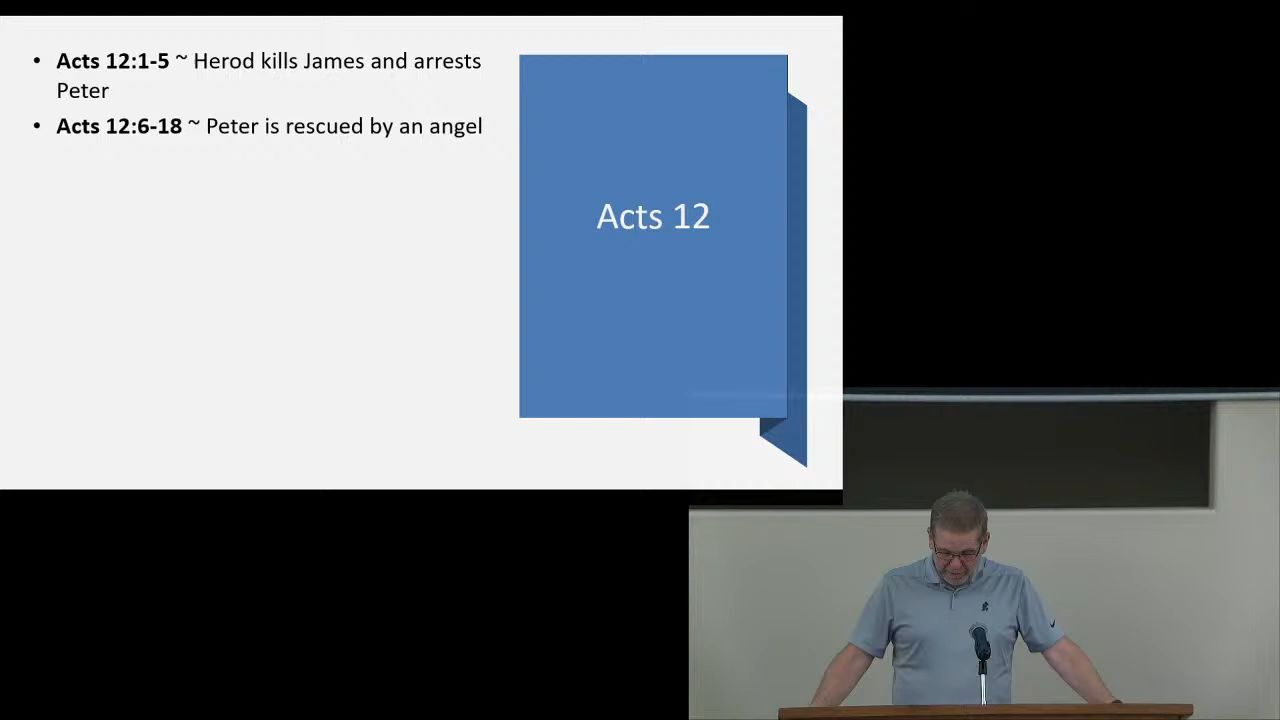 • Acts 12:1-5 ~ Herod kills James and arrests
Peter
• Acts 12:6-18 ~ Peter is rescued by an angel
Acts 12